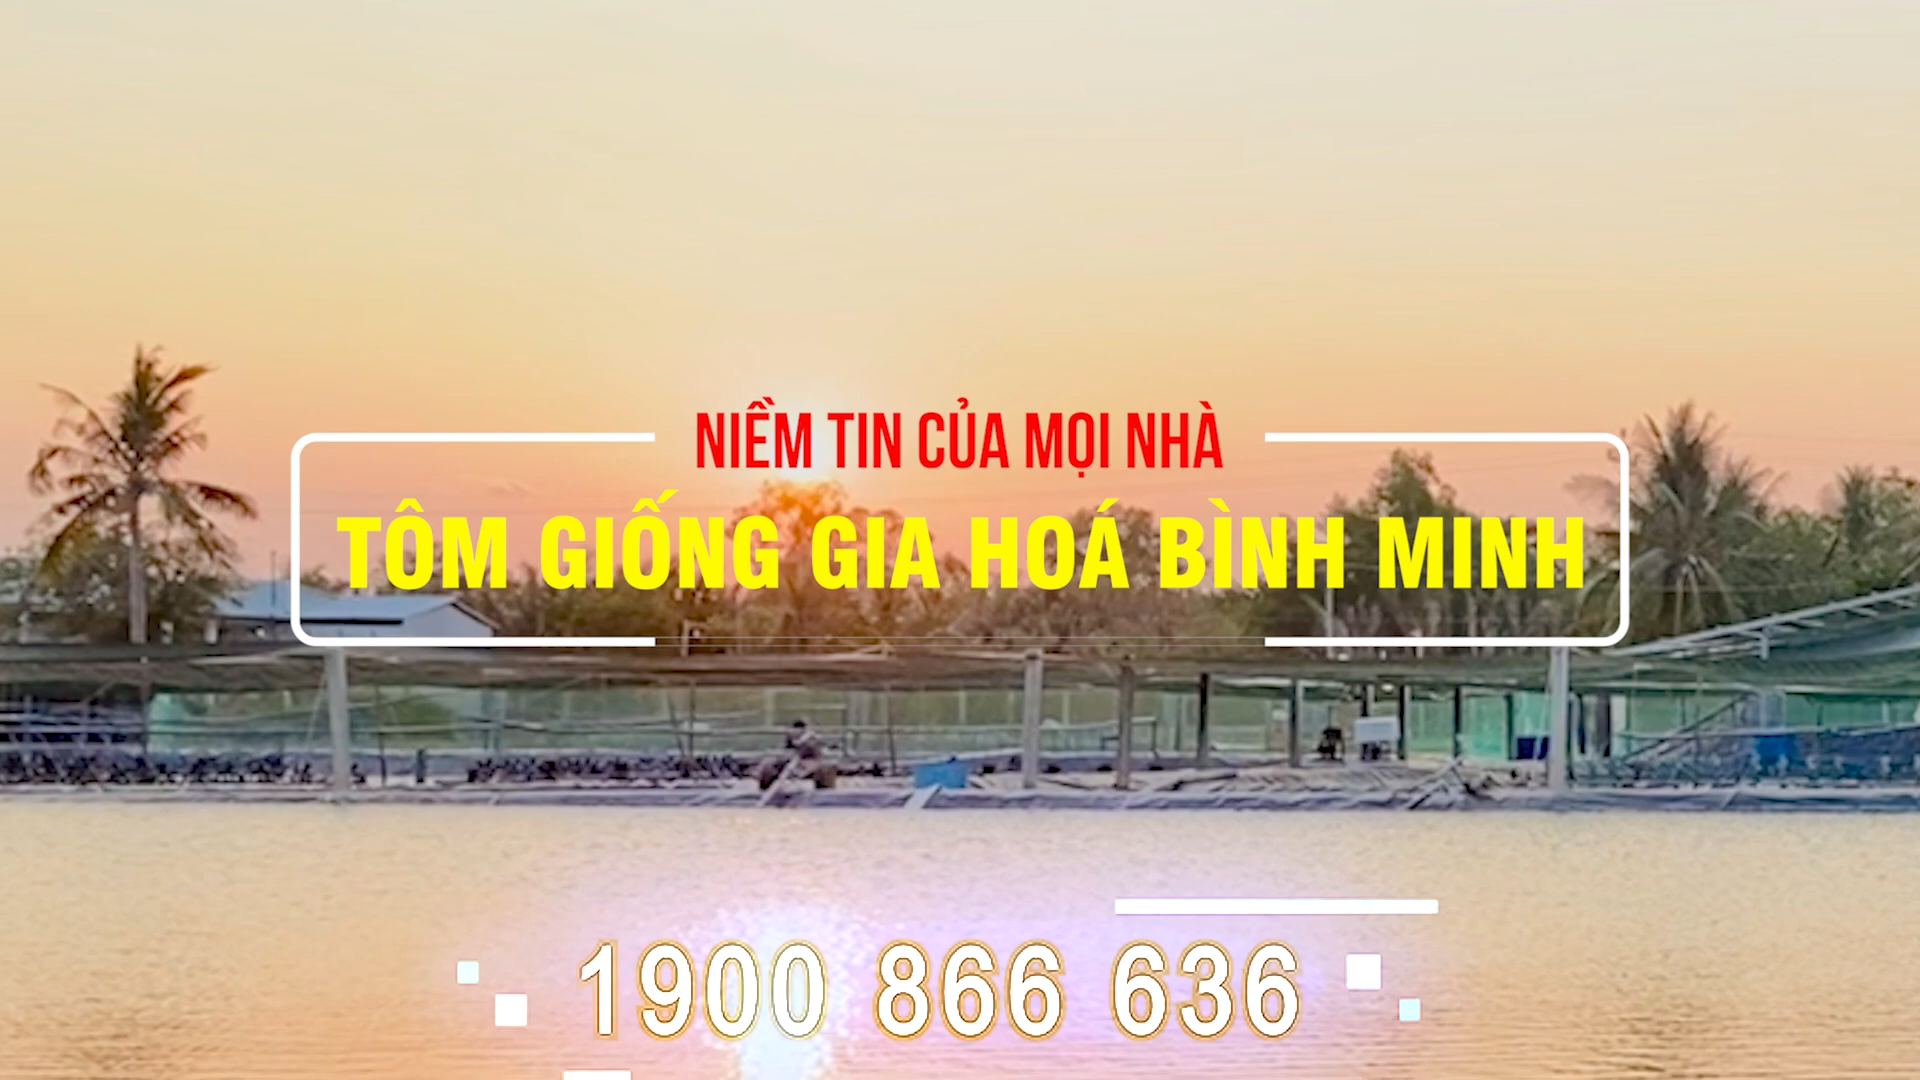 NIỀM TIN CỦA MỌI NHÀ
TÔM GIỐNG GIA HOÁ BÌNH MINH
1900 866 636